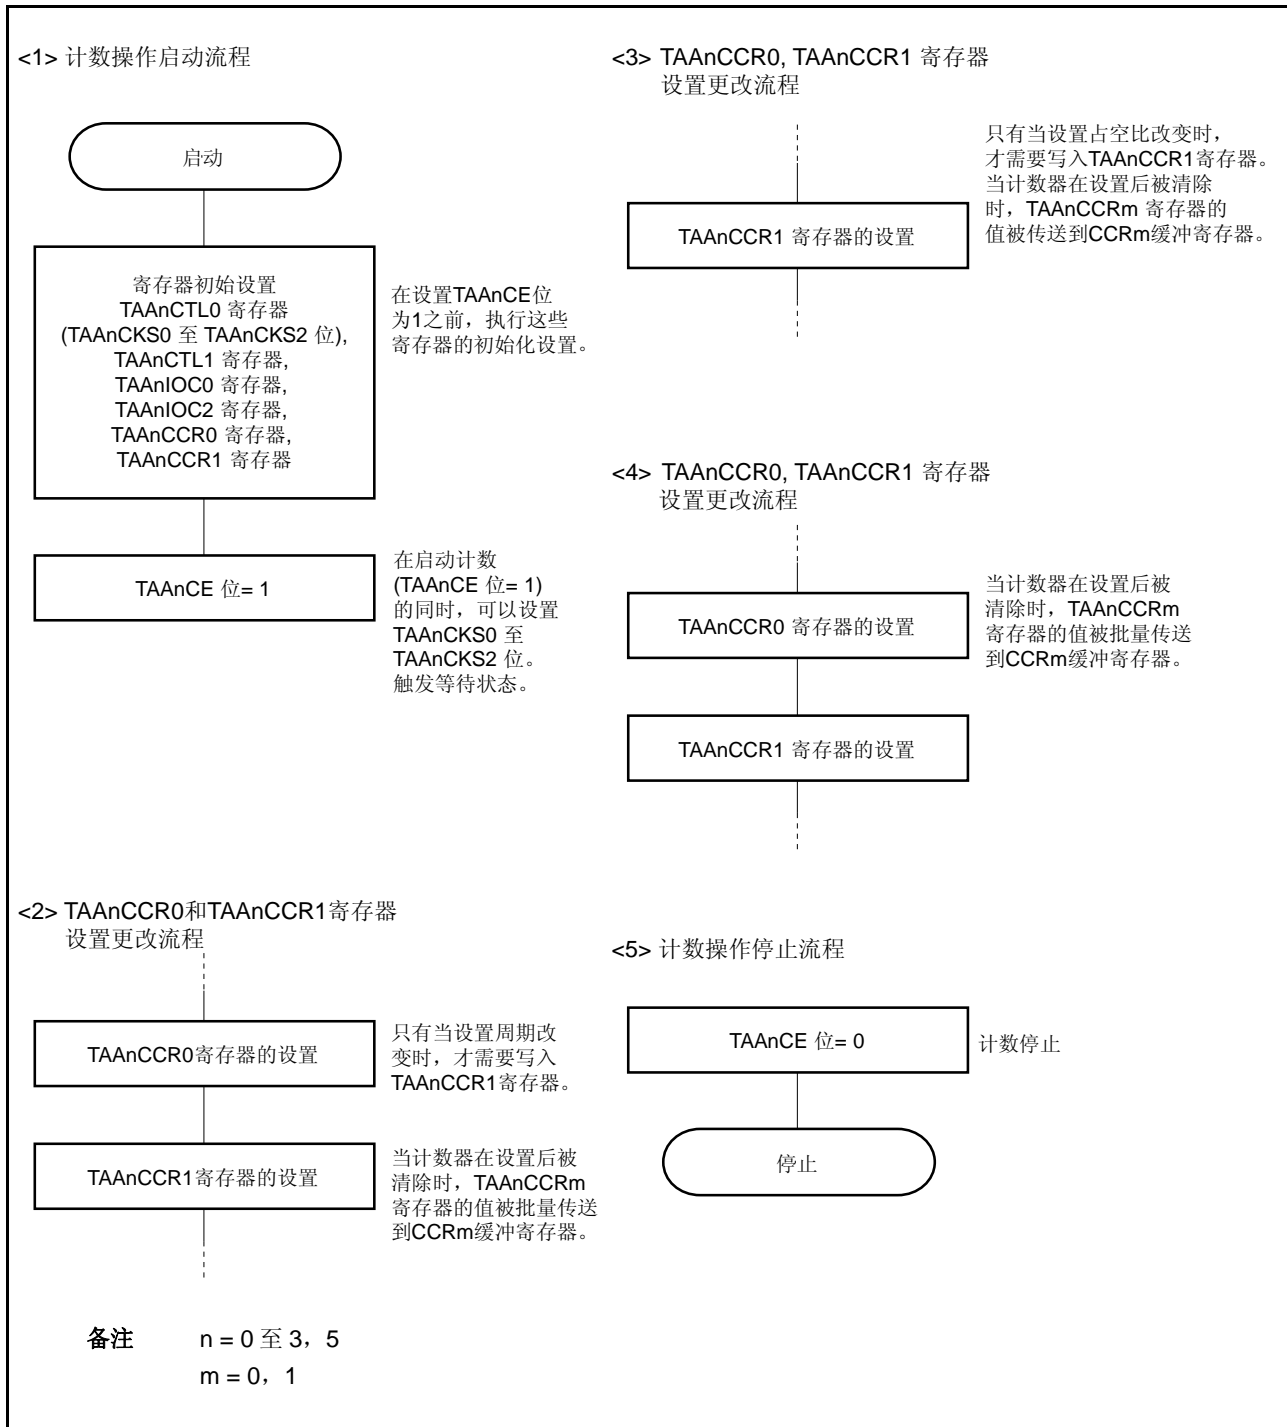 <1> 计数操作启动流程
启动
寄存器初始设置
TAAnCTL0 寄存器
(TAAnCKS0 至 TAAnCKS2 位),
TAAnCTL1 寄存器,
TAAnIOC0 寄存器,
TAAnIOC2 寄存器,
TAAnCCR0 寄存器,
TAAnCCR1 寄存器
在设置TAAnCE位
为1之前，执行这些
寄存器的初始化设置。
TAAnCE 位= 1
在启动计数
(TAAnCE 位= 1)
的同时，可以设置
TAAnCKS0 至
TAAnCKS2 位。
触发等待状态。
<2> TAAnCCR0和TAAnCCR1寄存器
设置更改流程
TAAnCCR0寄存器的设置
只有当设置周期改
变时，才需要写入
TAAnCCR1寄存器。
TAAnCCR1寄存器的设置
当计数器在设置后被
清除时，TAAnCCRm
寄存器的值被批量传送
到CCRm缓冲寄存器。
<3> TAAnCCR0, TAAnCCR1 寄存器
设置更改流程
TAAnCCR1 寄存器的设置
只有当设置占空比改变时，
才需要写入TAAnCCR1寄存器。
当计数器在设置后被清除
时，TAAnCCRm 寄存器的
值被传送到CCRm缓冲寄存器。
<4> TAAnCCR0, TAAnCCR1 寄存器
设置更改流程
TAAnCCR0 寄存器的设置
当计数器在设置后被
清除时，TAAnCCRm
寄存器的值被批量传送
到CCRm缓冲寄存器。
TAAnCCR1 寄存器的设置
<5> 计数操作停止流程
TAAnCE 位= 0
计数停止
停止
备注 n = 0 至 3，5
m = 0，1